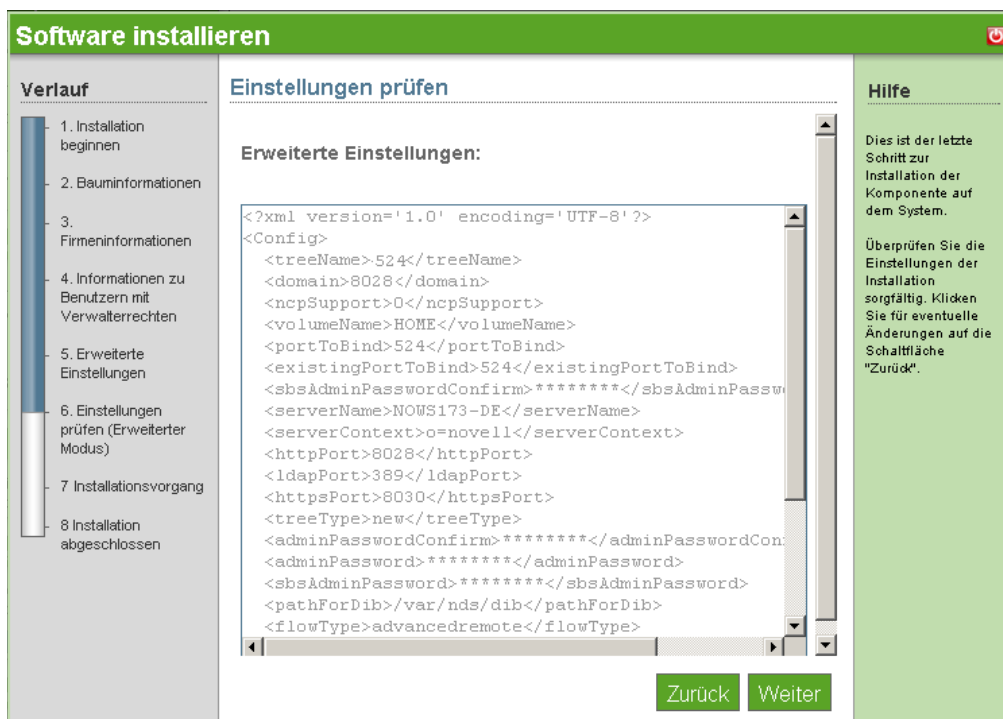 Software installieren
Verlauf
1. Installation
beginnen
2. Bauminformationen
3.
Firmeninformationen
4. Informationen zu
Benutzern mit
Verwalterrechten
5. Erweiterte
Einstellungen
6. Einstellungen
prüfen (Erweiterter
Modus)
7 Installationsvorgang
8 Installation
abgeschlossen
Einstellungen prüfen
Erweiterte Einstellungen:
<?xml version='1.0' encoding='UTF-8'?>
<Config>
<treeName>524</treeName>
<domain>8028</domain>
<ncpSupport>0</ncpSupport>
<volumeName>HOME</volumeName>
<portToBind>524</portToBind>
<existingPortToBind>524</existingPortToBind>
<sbsAdminPasswordConfirm>********</sbsAdminPassw
<serverName>NOWS173-DE</serverName>
<serverContext>o=novell</serverContext>
<httpPort>8028</httpPort>
<ldapPort>389</ldapPort>
<httpsPort>8030</httpsPort>
<treeType>new</treeType>
<adminPasswordConfirm>********</adminPasswordCon
<adminPassword>********</adminPassword>
<sbsAdminPassword>********</sbsAdminPassword>
<pathForDib>/var/nds/dib</pathForDib>
<flowType>advancedremote</flowType>
Zurück
Weiter
Hilfe
Dies ist der letzte
Schritt zur
Installation der
Komponente auf
dem System.
Überprüfen Sie die
Einstellungen der
Installation
sorgfältig. Klicken
Sie für eventuelle
Änderungen auf die
Schaltfläche
"Zurück".